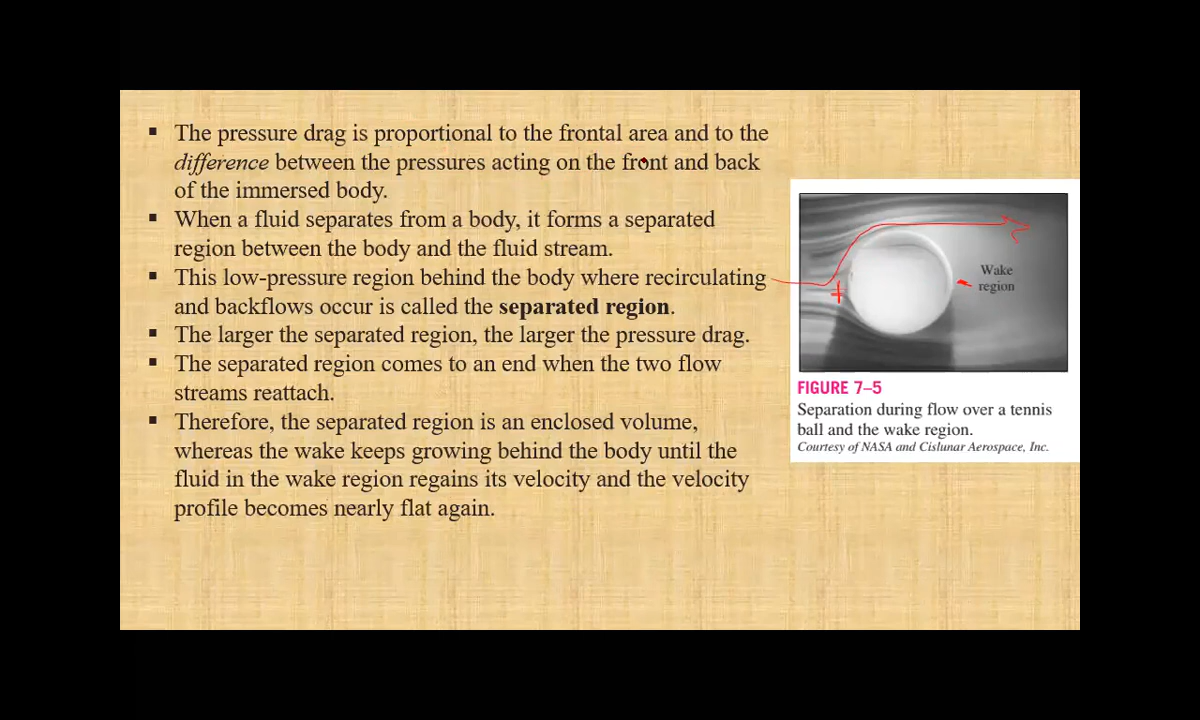 ▪ The pressure drag is proportional to the frontal area and to the
difference between the pressures acting on the front and back
of the immersed body.
▪ When a fluid separates from a body, it forms a separated
region between the body and the fluid stream.
▪ This low-pressure region behind the body where recirculating
and backflows occur is called the separated region.
▪ The larger the separated region, the larger the pressure drag.
▪ The separated region comes to an end when the two flow
streams reattach.
▪ Therefore, the separated region is an enclosed volume,
whereas the wake keeps growing behind the body until the
fluid in the wake region regains its velocity and the velocity
profile becomes nearly flat again.
+
-
Wake
region
FIGURE 7–5
Separation during flow over a tennis
ball and the wake region.
Courtesy of NASA and Cislunar Aerospace, Inc.